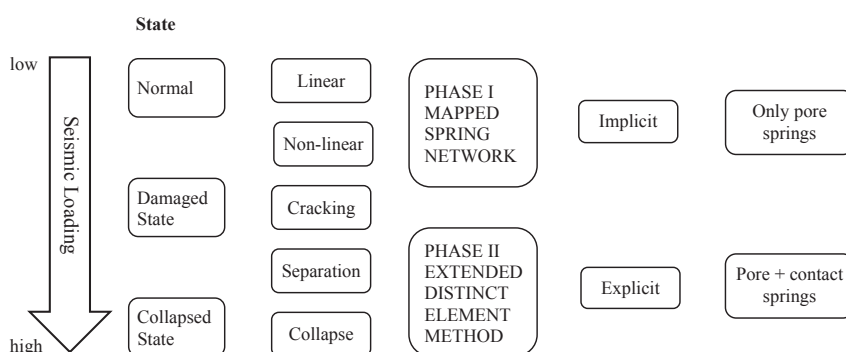 State
low
Seismic Loading
high
Normal
Damaged
State
Collapsed
State
Linear
Non-linear
Cracking
Separation
Collapse
PHASE I
MAPPED
SPRING
NETWORK
PHASE II
EXTENDED
DISTINCT
ELEMENT
METHOD
Implicit
Explicit
Only pore
springs
Pore + contact
springs